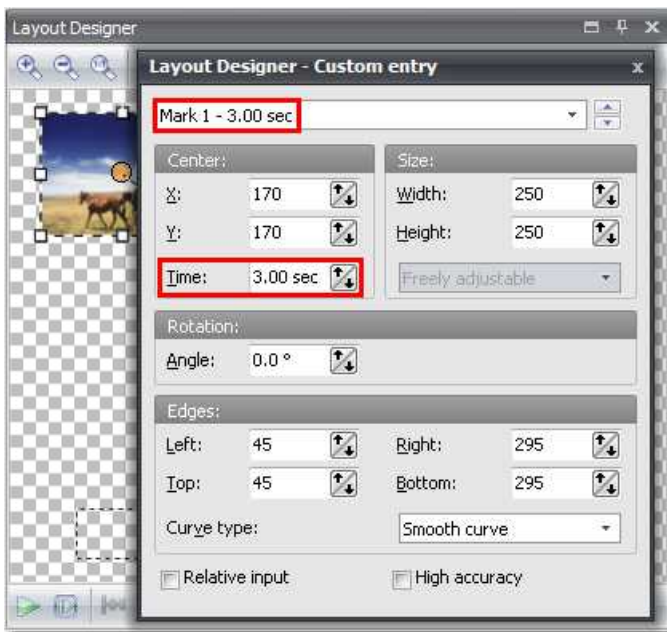 Layout Designer
Layout Designer - Custom entry
x
Mark 1 - 3.00 sec
Center:
X: 170
Y: 170
Time: 3.00 sec
Size:
Width: 250
Height: 250
Freely adjustable
Rotation:
Angle: 0.0 °
Edges:
Left: 45 Right: 295
Top: 45 Bottom: 295
Curve type: Smooth curve
Relative input High accuracy